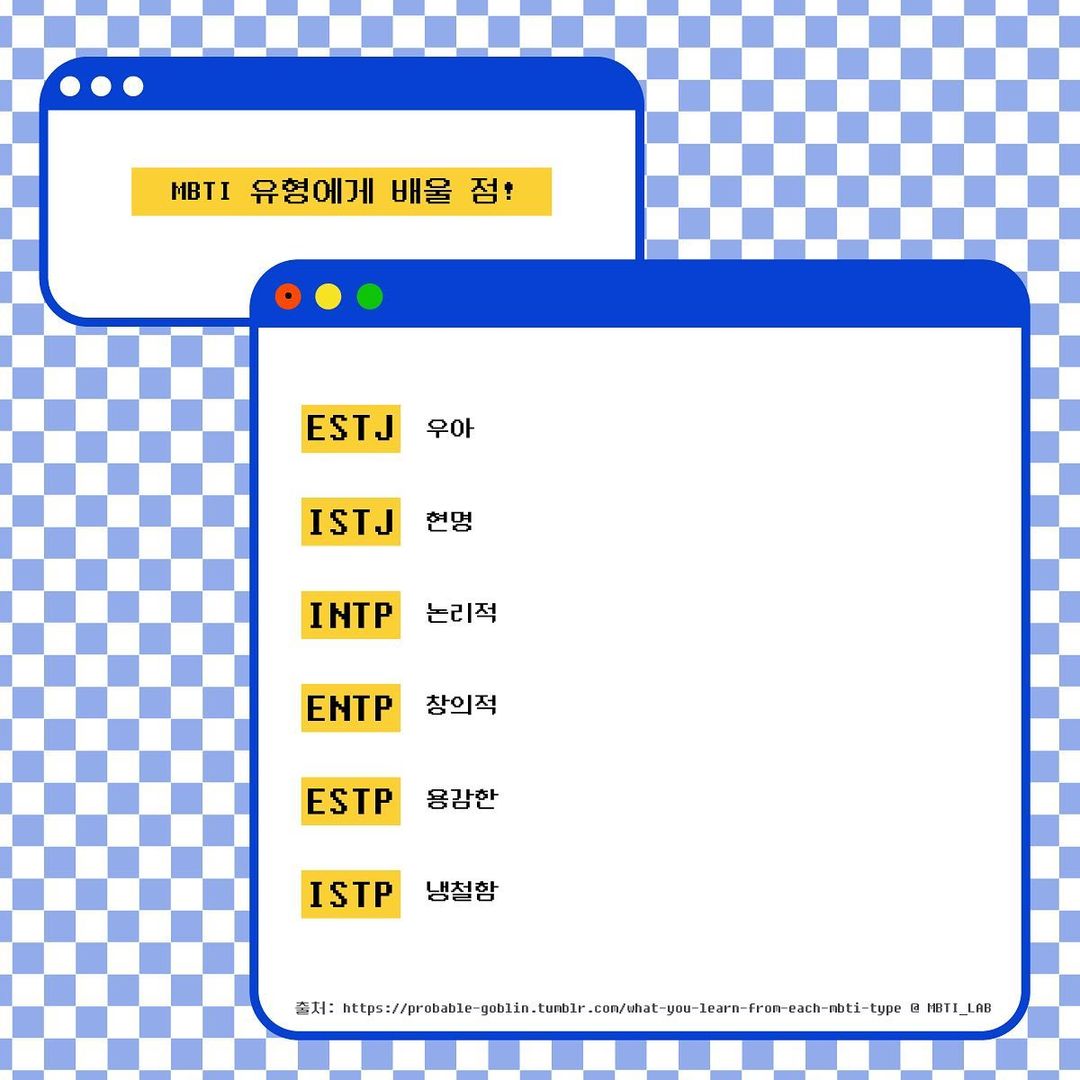 MBTI 유형에게 배울 점!
ESTJ 우아
ISTJ 현명
INTP 논리적
ENTP 창의적
ESTP 용감한
ISTP 냉철함
출처: https://probable-goblin.tumblr.com/what-you-learn-from-each-mbti-type @ MBTI_LAB